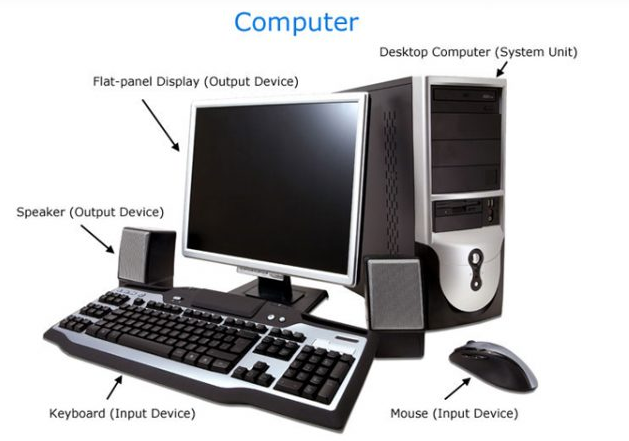 Computer
Desktop Computer (System Unit)
Flat-panel Display (Output Device)
Speaker (Output Device)
Keyboard (Input Device)
Mouse (Input Device)